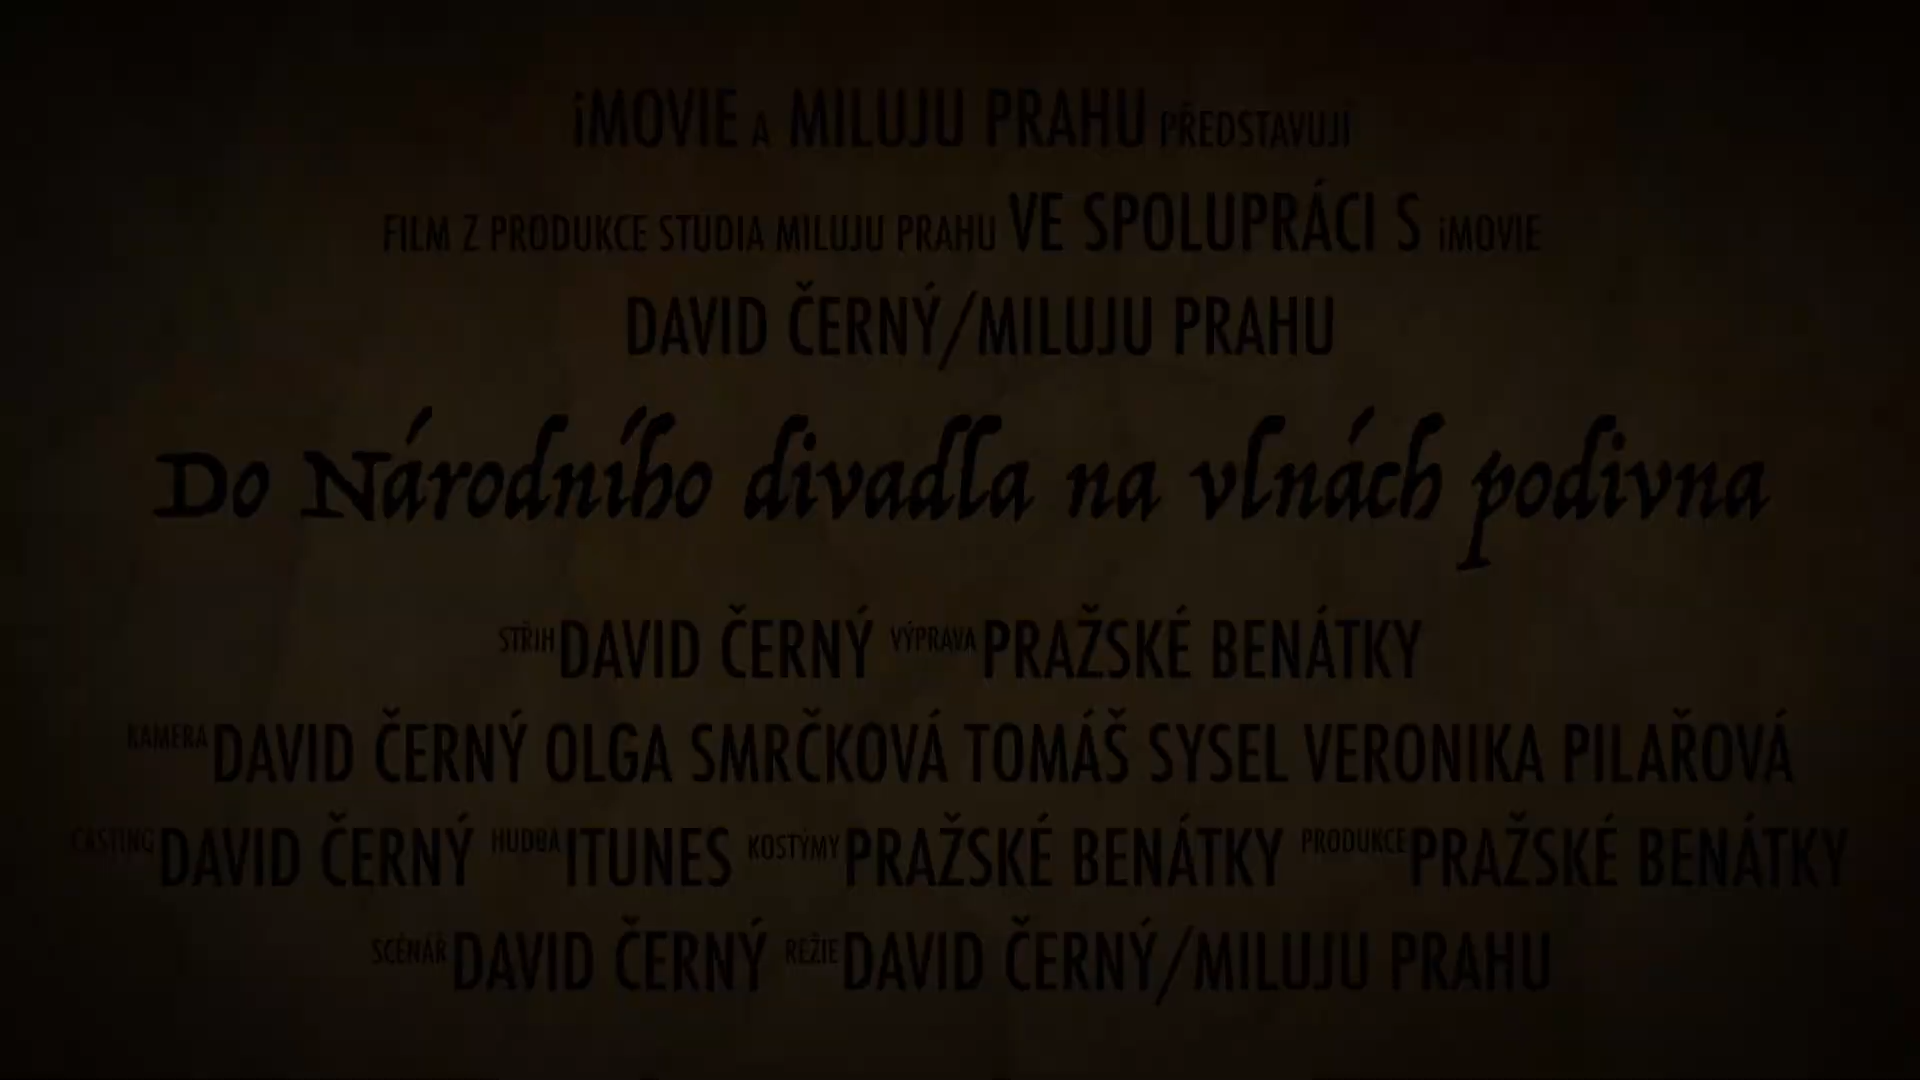 iMOVIE A MILUJU PRAHU PŘEDSTAVUJÍ
FILM Z PRODUKCE STUDIA MILUJU PRAHU VE SPOLUPRÁCI S iMOVIE
DAVID ČERNÝ/MILUJU PRAHU
Do Národního divadla na vlnách podivna
STŘIH DAVID ČERNÝ VÝPRAVA PRAŽSKÉ BENÁTKY
KAMERA DAVID ČERNÝ OLGA SMRČKOVÁ TOMÁŠ SYSEL VERONIKA PILAŘOVÁ
CASTING DAVID ČERNÝ HUDBA ITUNES KOSTÝMY PRAŽSKÉ BENÁTKY PRODUKCE PRAŽSKÉ BENÁTKY
SCÉNÁŘ DAVID ČERNÝ REŽIE DAVID ČERNÝ/MILUJU PRAHU